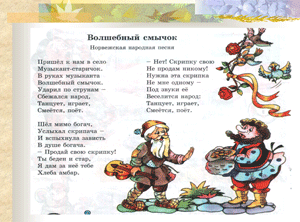 Волшебный смычок
Норвежская народная песня
Пришёл к нам в село
Музыкант-старичок.
В руках музыканта
Волшебный смычок.
Ударил по струнам —
Сбежался народ,
Танцует, играет,
Смеётся, поёт.
Шёл мимо богач,
Услыхал скрипача —
И вспыхнула зависть
В душе богача.
— Продай свою скрипку!
Ты беден и стар,
Я дам за неё тебе
Хлеба амбар.
— Нет! Скрипку свою
Не продам никому!
Нужна эта скрипка
Не мне одному —
Под звуки её
Веселится народ:
Танцует, играет,
Смеётся, поёт.